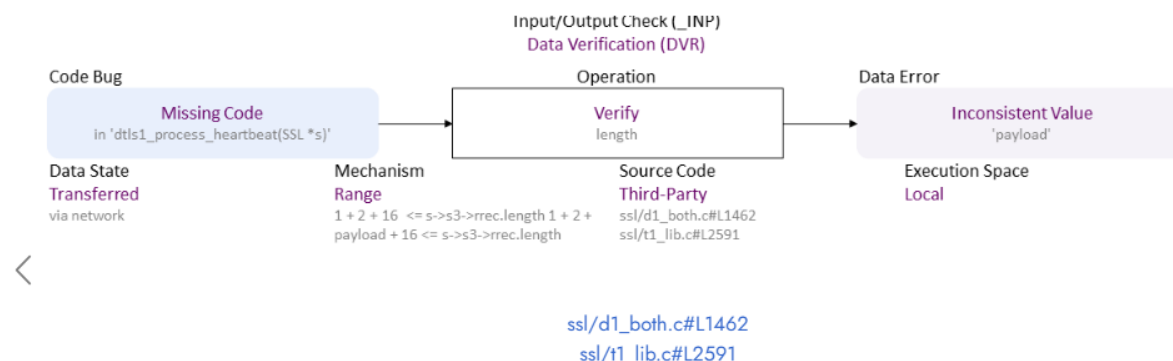 Input/Output Check (_INP)
Data Verification (DVR)
Code Bug
Operation
Data Error
Missing Code
in 'dtls1_process_heartbeat(SSL *s)'
Verify
length
Inconsistent Value
'payload'
Data State
Transferred
via network
Mechanism
Range
1 + 2 + 16 <= s->s3->rrec.length 1 + 2 +
payload + 16 <= s->s3->rrec.length
Source Code
Third-Party
ssl/d1_both.c#L1462
ssl/t1_lib.c#L2591
Execution Space
Local
ssl/d1_both.c#L1462
ssl/t1_lib.c#L2591